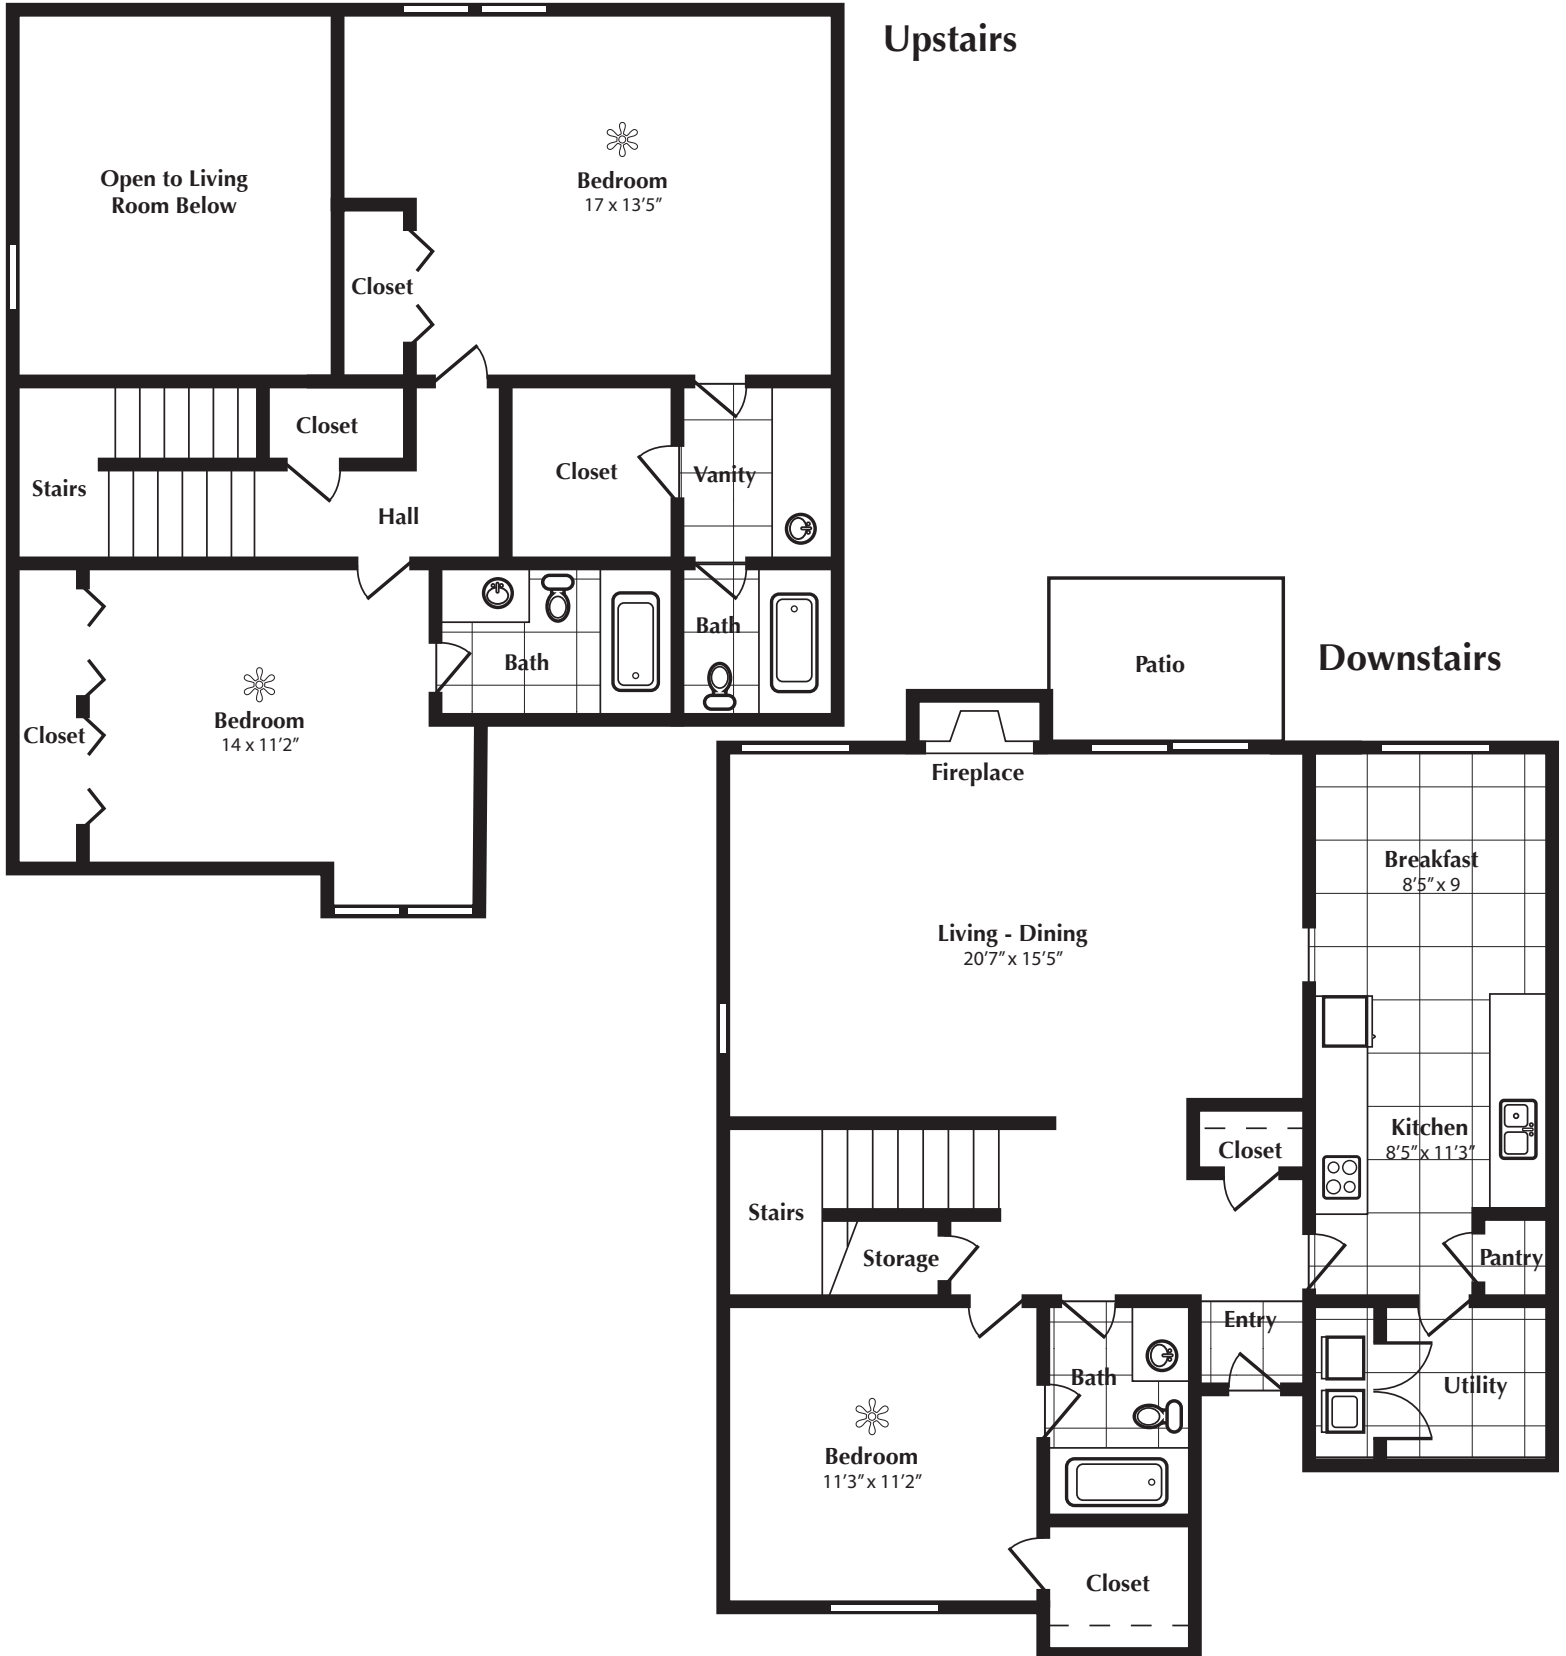 Upstairs
Open to Living
Room Below
Bedroom
17 x 13’5”
Closet
Closet
Closet
Vanity
Stairs
Hall
Bath
Bath
Bedroom
14 x 11’2”
Closet
Downstairs
Patio
Fireplace
Breakfast
8’5” x 9
Living - Dining
20’7” x 15’5”
Kitchen
8’5” x 11’3”
Closet
Stairs
Storage
Pantry
Entry
Bath
Utility
Bedroom
11’3” x 11’2”
Closet